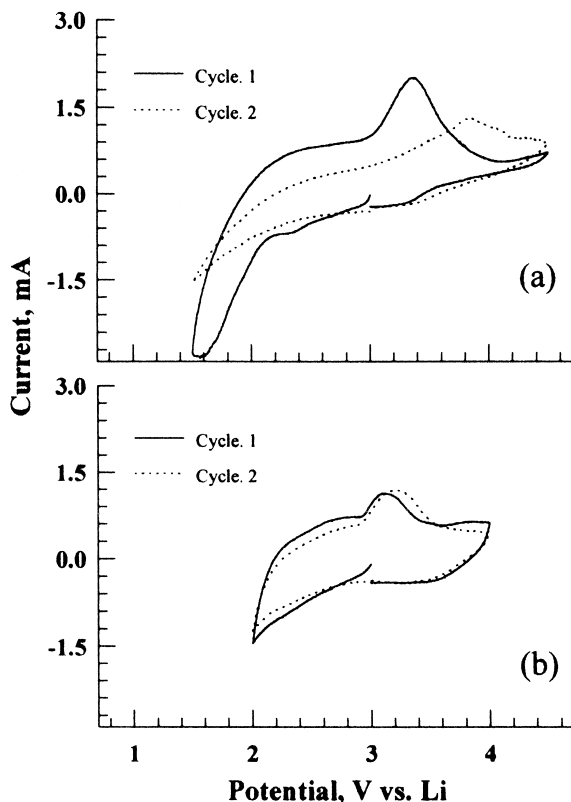 3.0
Cycle. 1
1.5
Cycle. 2
0.0
-1.5
(a)
Current, mA
3.0
Cycle. 1
1.5
Cycle. 2
0.0
-1.5
(b)
1 2 3 4
Potential, V vs. Li